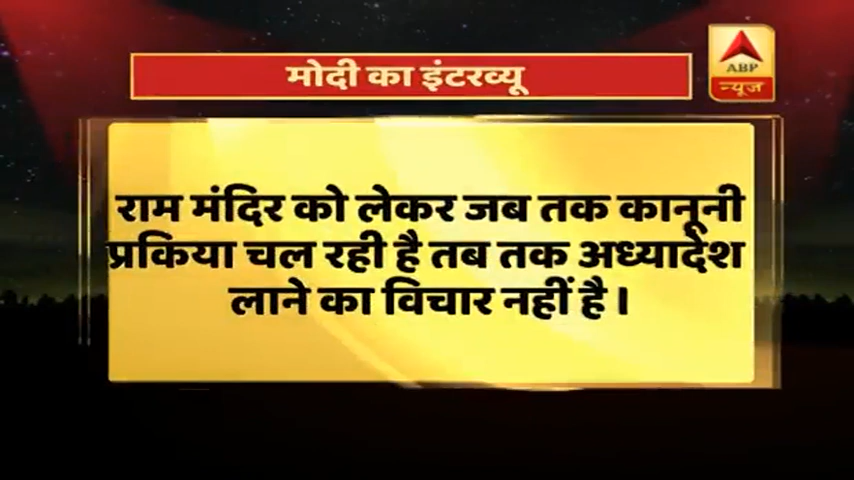 मोदी का इंटरव्यू
ABP
न्यूज़
राम मंदिर को लेकर जब तक कानूनी
प्रकिया चल रही है तब तक अध्यादेश
लाने का विचार नहीं है।